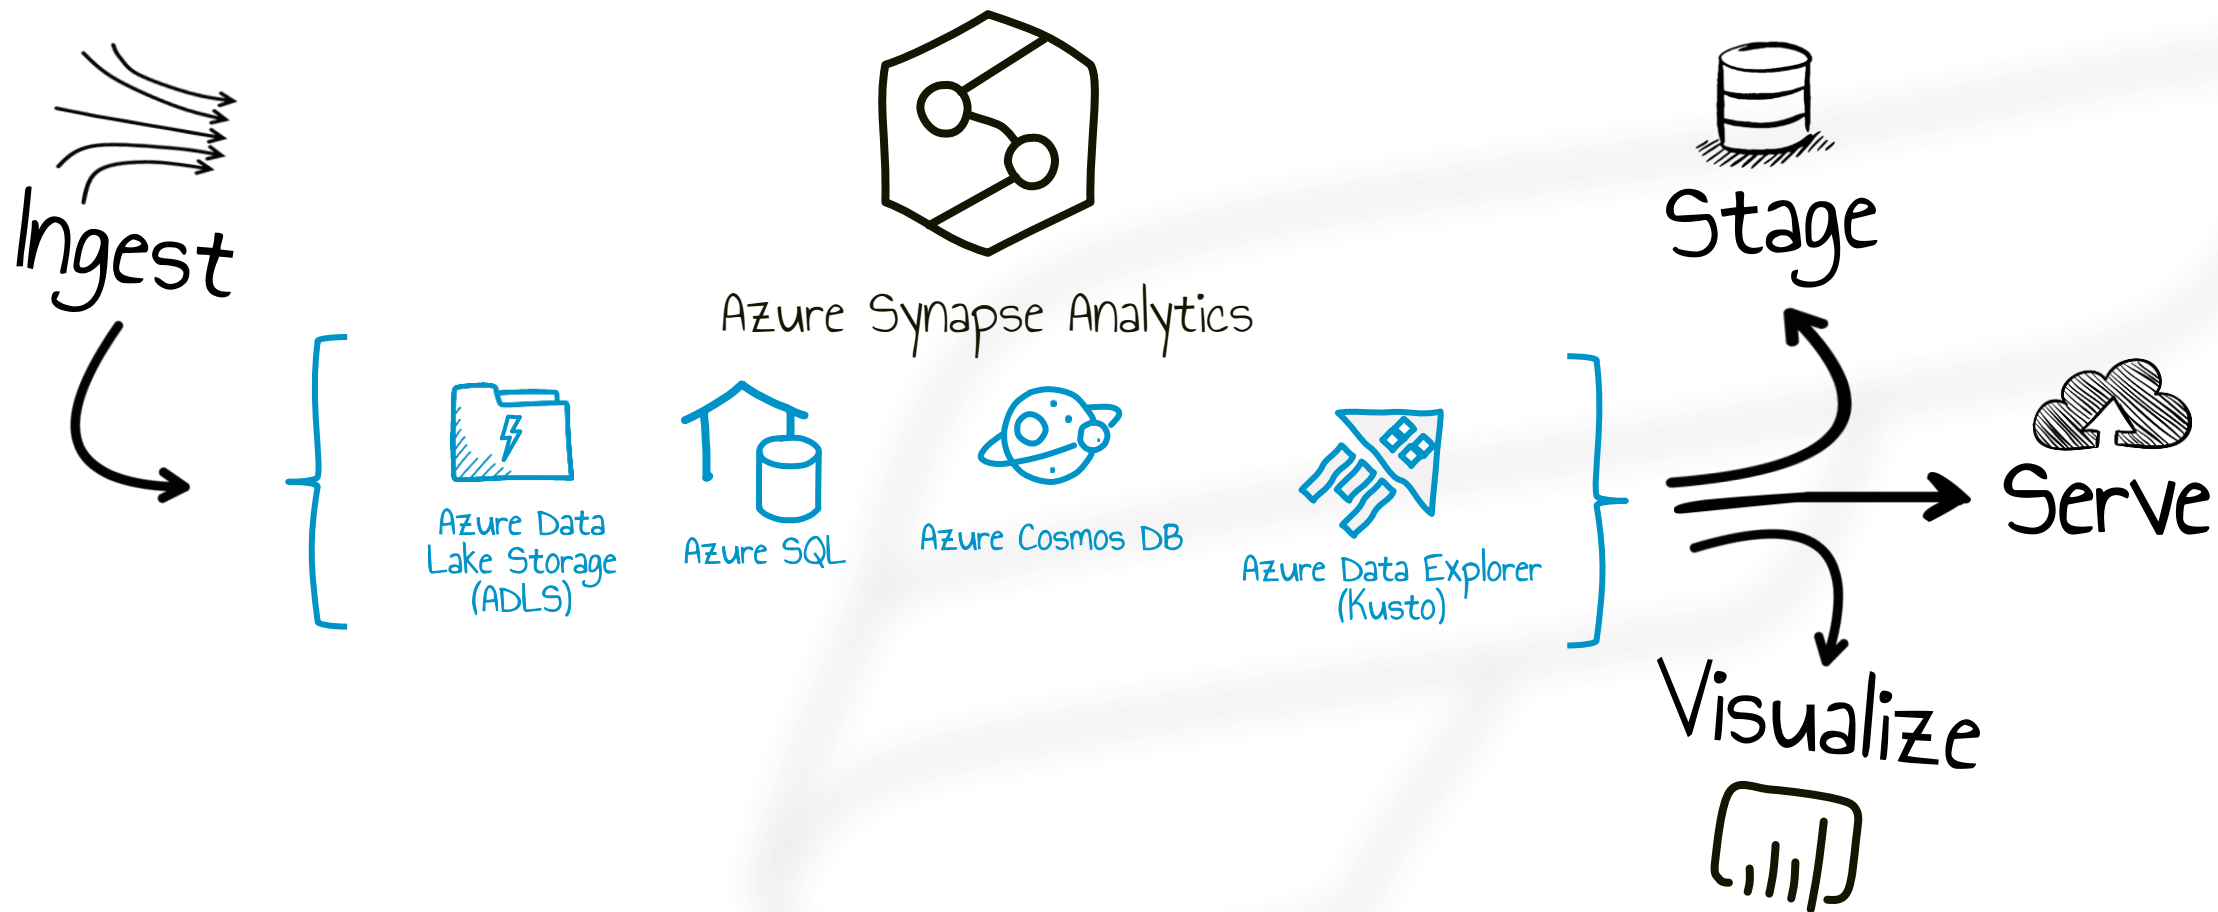 Ingest
Azure Synapse Analytics
Azure Data
Lake Storage
(ADLS)
Azure SQL
Azure Cosmos DB
Azure Data Explorer
(Kusto)
Stage
Serve
Visualize